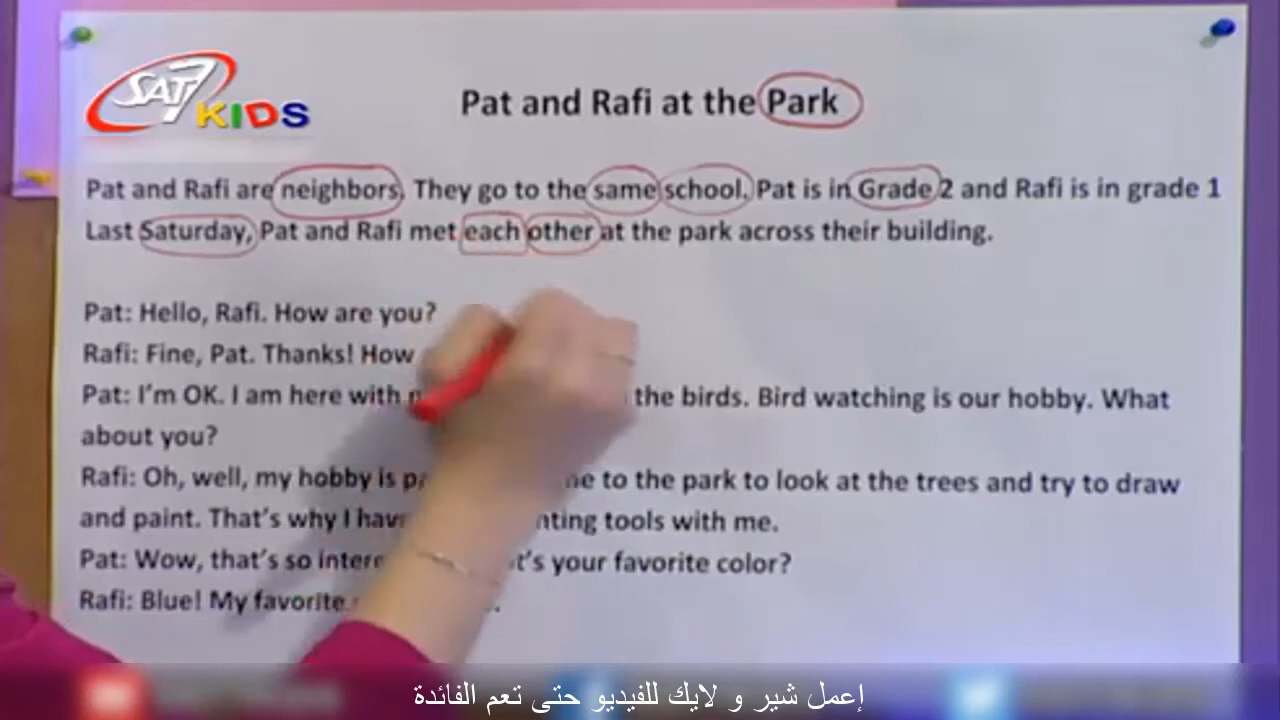 SAT7
KIDS
Pat and Rafi at the Park
Pat and Rafi are neighbors. They go to the same school. Pat is in Grade 2 and Rafi is in grade 1
Last Saturday, Pat and Rafi met each other at the park across their building.
Pat: Hello, Rafi. How are you?
Rafi: Fine, Pat. Thanks! How
Pat: I'm OK. I am here with the birds. Bird watching is our hobby. What
about you?
Rafi: Oh, well, my hobby is to the park to look at the trees and try to draw
and paint. That's why I tools with me.
Pat: Wow, that's so your favorite color?
Rafi: Blue! My favorite
إعمل شير و لايك للفيديو حتى تعم الفائدة